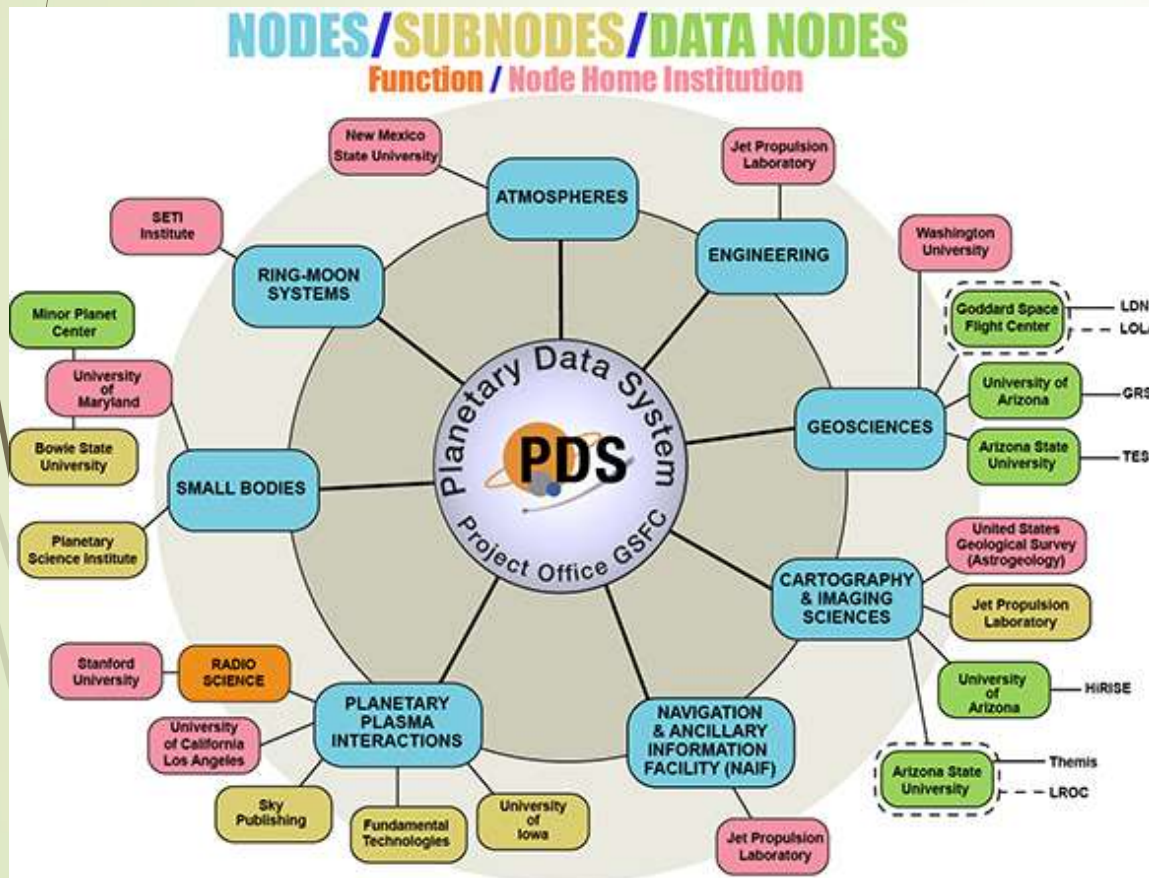 NODES/SUBNODES/DATA NODES
Function / Node Home Institution
New Mexico
State University
ATMOSPHERES
Jet Propulsion
Laboratory
ENGINEERING
SETI
Institute
RING-MOON
SYSTEMS
Washington
University
Goddard Space
Flight Center
LDN
LOLA
University of
Arizona
GRS
Arizona State
University
TES
GEOSCIENCES
Minor Planet
Center
University
of
Maryland
Bowie State
University
SMALL BODIES
Planetary
Science Institute
Planetary Data System
PDS
Project Office GSFC
United States
Geological Survey
(Astrogeology)
CARTOGRAPHY
& IMAGING
SCIENCES
Jet Propulsion
Laboratory
University
of
Arizona
HiRISE
Arizona State
University
Themis
LROC
Stanford
University
RADIO
SCIENCE
PLANETARY
PLASMA
INTERACTIONS
University
of California
Los Angeles
Sky
Publishing
Fundamental
Technologies
University
of
Iowa
NAVIGATION
& ANCILLARY
INFORMATION
FACILITY (NAIF)
Jet Propulsion
Laboratory